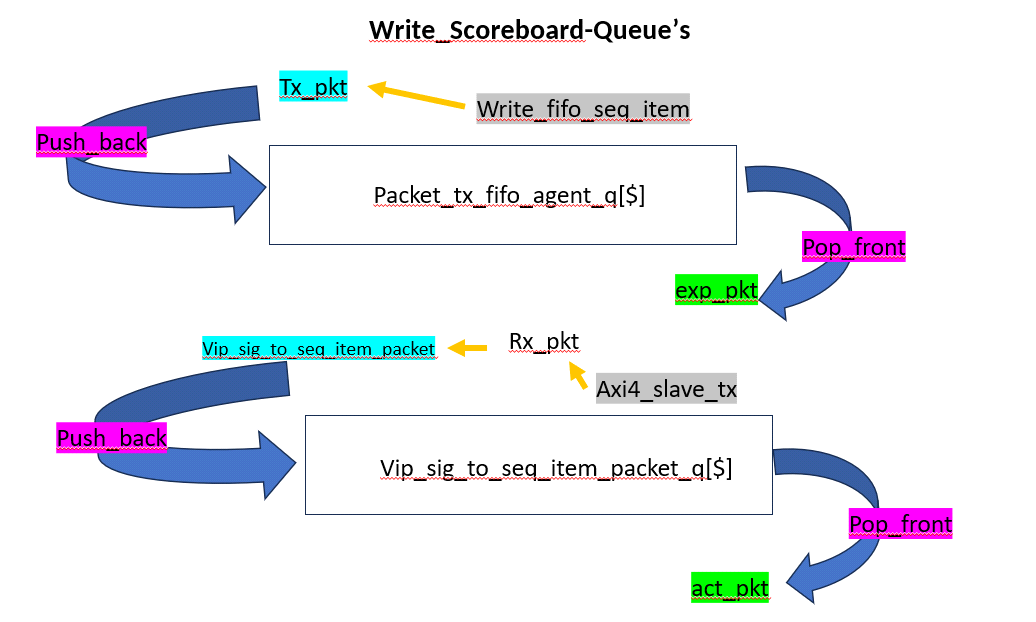 Write_Scoreboard-Queue’s
Tx_pkt
Write_fifo_seq_item
Push_back
Packet_tx_fifo_agent_q[$]
Pop_front
exp_pkt
Vip_sig_to_seq_item_packet
Rx_pkt
Axi4_slave_tx
Push_back
Vip_sig_to_seq_item_packet_q[$]
Pop_front
act_pkt